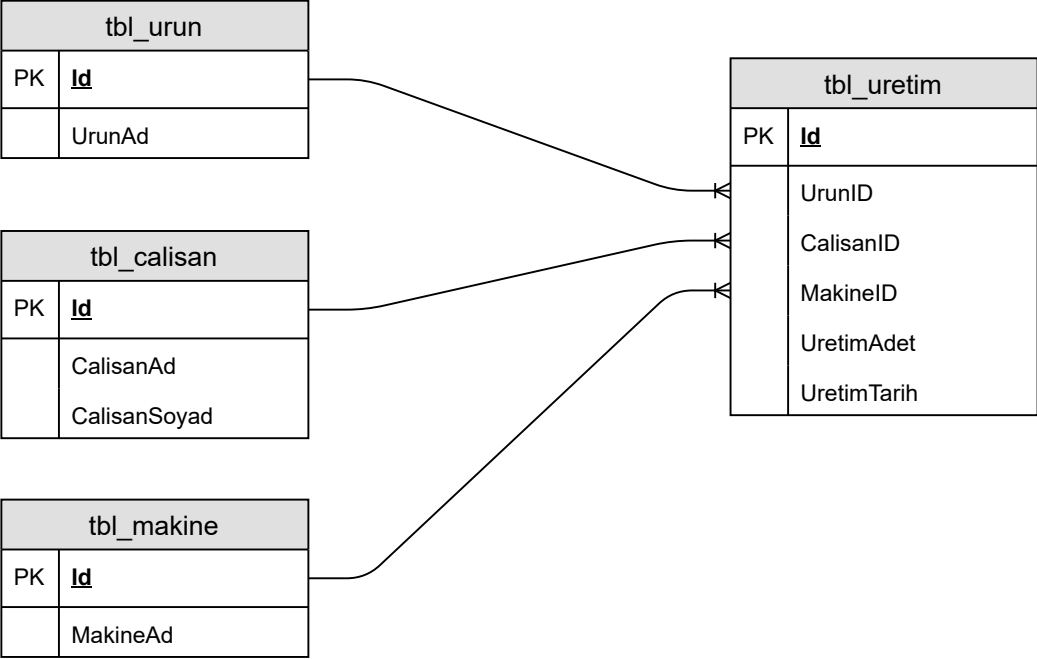 tbl_urun
PK Id
UrunAd
tbl_calisan
PK Id
CalisanAd
CalisanSoyad
tbl_makine
PK Id
MakineAd
tbl_uretim
PK Id
UrunID
CalisanID
MakineID
UretimAdet
UretimTarih